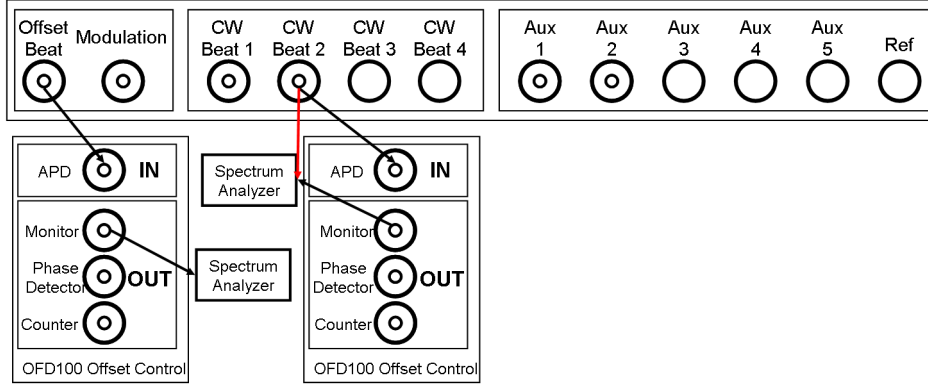 Offset Beat
Modulation
CW Beat 1
CW Beat 2
CW Beat 3
CW Beat 4
Aux 1
Aux 2
Aux 3
Aux 4
Aux 5
Ref
APD
IN
Monitor
Phase Detector
OUT
Counter
OFD100 Offset Control
Spectrum Analyzer
Spectrum Analyzer
APD
IN
Monitor
Phase Detector
OUT
Counter
OFD100 Offset Control